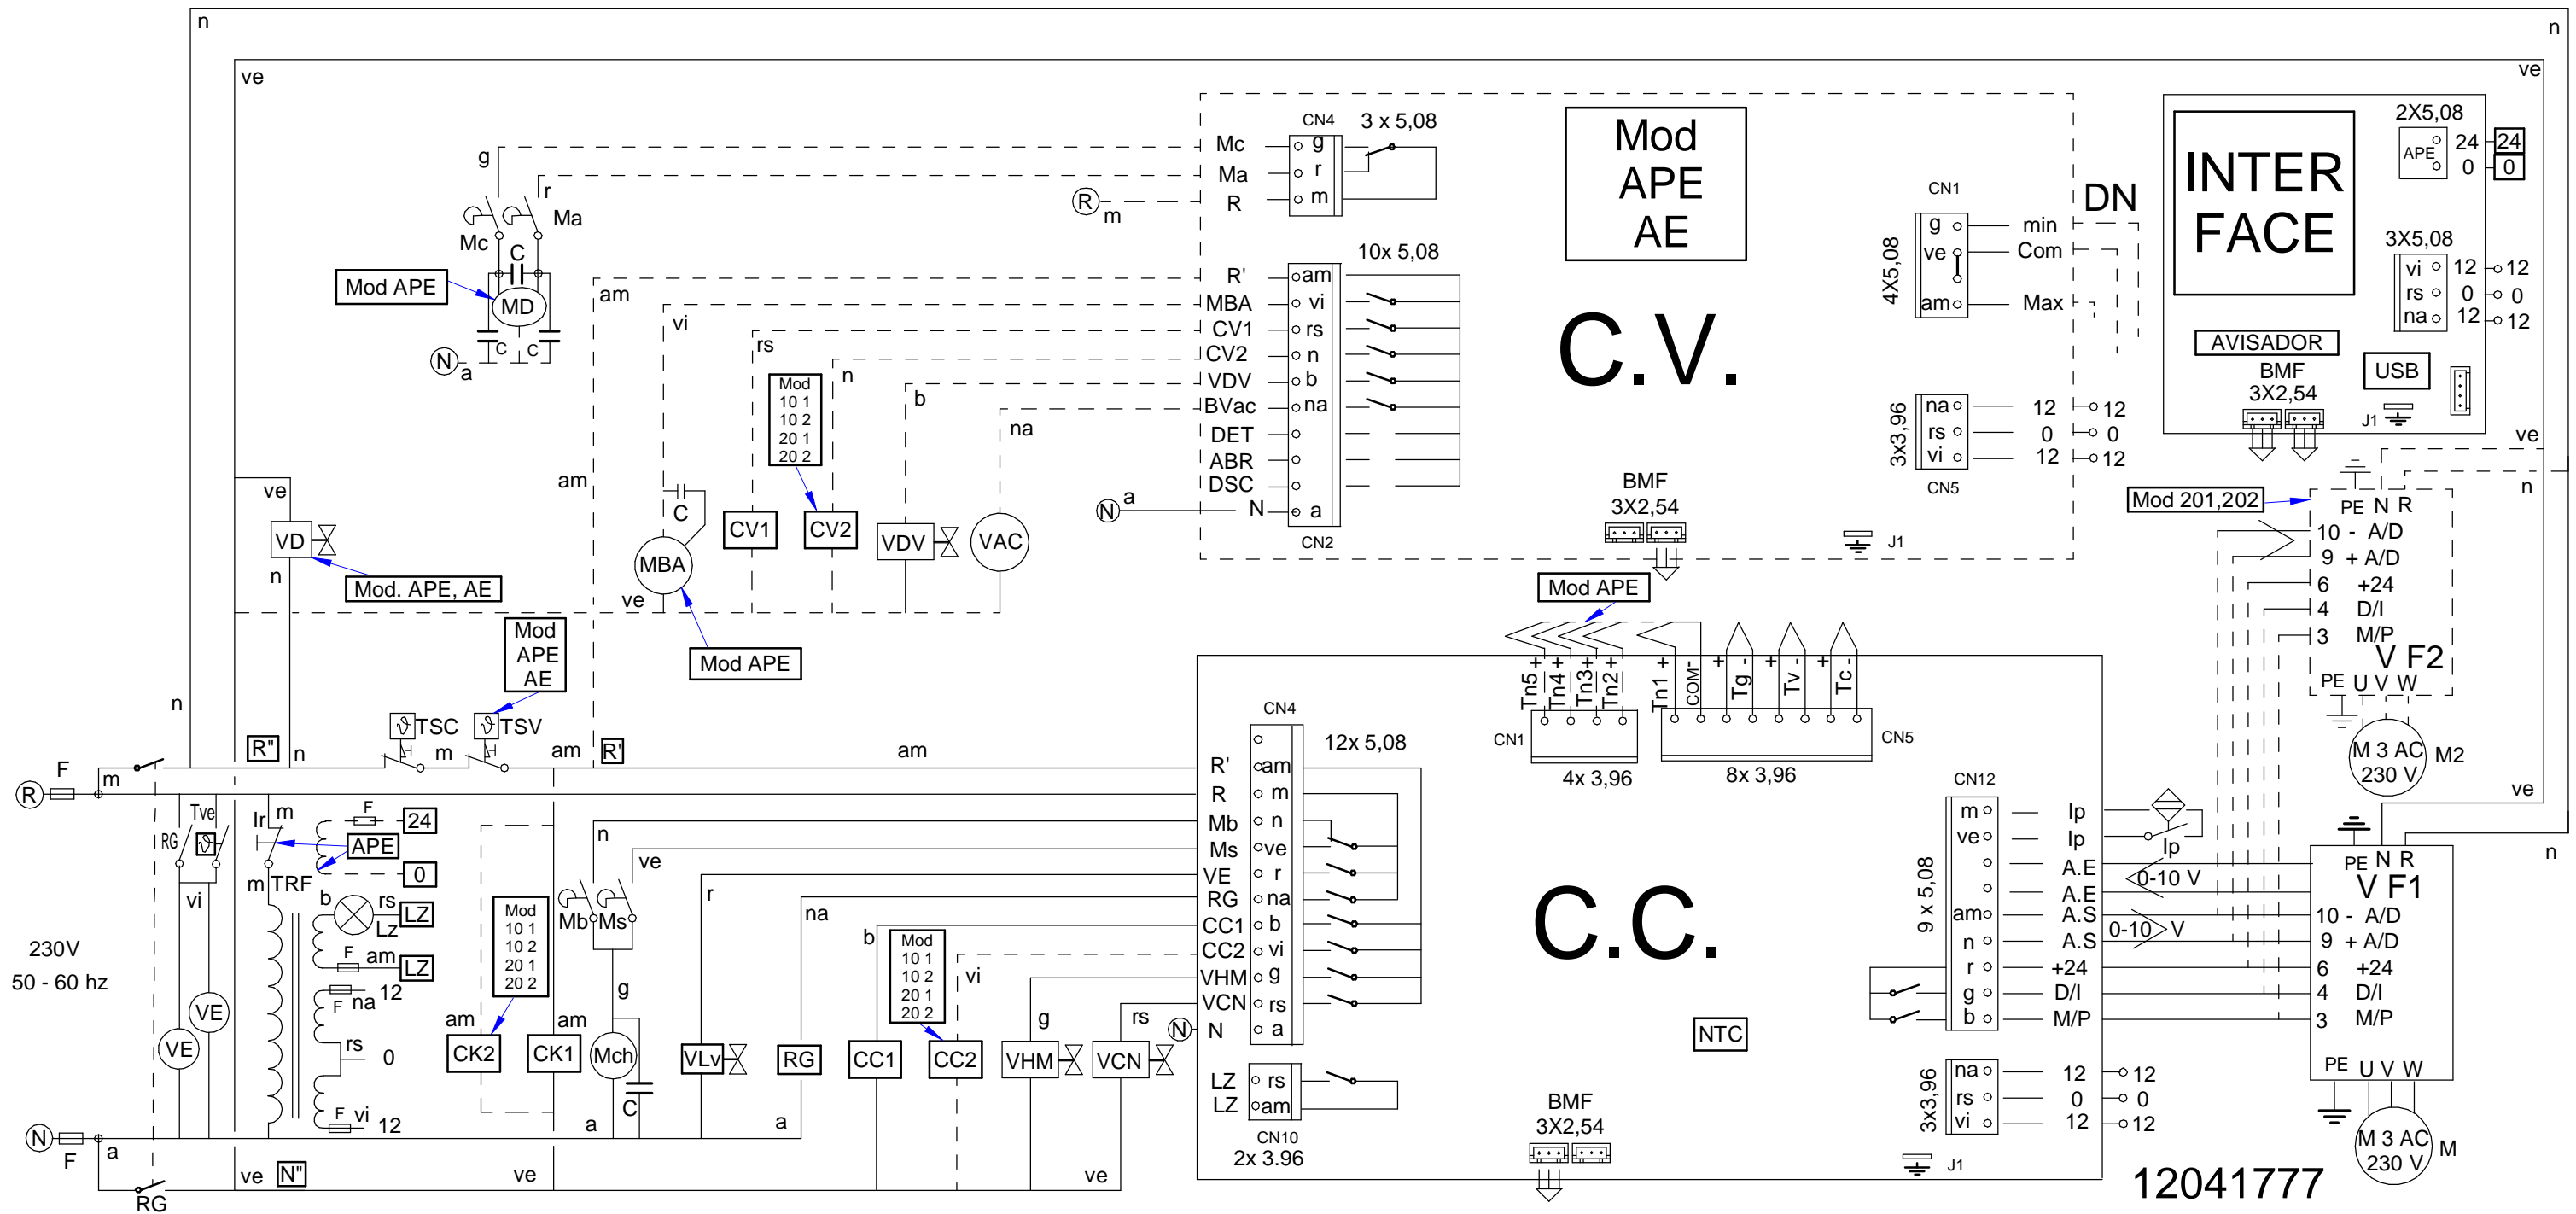 n
n
ve
ve
g
r
Mc
Ma
C
Mod APE
MD
C
C
N
a
R
m
Mc
Ma
R
CN4
3 x 5,08
g
r
m
Mod
APE
AE
C.V.
10x 5,08
R'
am
MBA
vi
CV1
rs
CV2
n
VDV
b
BVac
na
DET
ABR
DSC
N
a
N
a
CN2
am
vi
rs
n
b
na
am
Mod
10 1
10 2
20 1
20 2
C
CV1
CV2
VDV
VAC
MBA
ve
Mod APE
ve
VD
n
Mod. APE, AE
CN1
4X5,08
g
min
ve
Com
am
Max
DN
3x3,96
na
12
12
rs
0
0
vi
12
12
CN5
BMF
3X2,54
J1
INTER
FACE
2X5,08
APE
24
24
0
0
3X5,08
vi
12
12
rs
0
0
na
12
12
AVISADOR
USB
BMF
3X2,54
J1
ve
n
Mod 201,202
PE N R
10 - A/D
9 + A/D
6 +24
4 D/I
3 M/P
V F2
PE U V W
M 3 AC
230 V
M2
ve
n
Mod
APE
AE
TSC
TSV
n
R"
n
m
am
R'
am
R
F
m
RG
Tve
Ir
m
F
24
APE
0
m
TRF
b
rs
LZ
Lz
F
am
LZ
F
na
12
rs
0
F
vi
12
vi
VE
VE
230V
50 - 60 hz
N
F
a
RG
ve
N"
Mod
10 1
10 2
20 1
20 2
am
CK2
am
CK1
ve
n
ve
Mb
Ms
g
Mch
C
a
r
VLv
na
RG
a
b
CC1
Mod
10 1
10 2
20 1
20 2
vi
CC2
g
VHM
rs
VCN
ve
N
CN4
12x 5,08
R'
am
R
m
Mb
n
Ms
ve
VE
r
RG
na
CC1
b
CC2
vi
VHM
g
VCN
rs
N
a
LZ
rs
LZ
am
CN10
2x 3.96
Mod APE
Tn5 +
Tn4 +
Tn3+
Tn2 +
Tn1 +
COM-
+ Tg -
+ Tv -
+ Tc -
CN1
CN5
4x 3,96
8x 3,96
C.C.
NTC
BMF
3X2,54
CN12
9 x 5,08
m
Ip
ve
Ip
Ip
A.E
A.E
0-10 V
am
A.S
n
A.S
0-10 V
r
+24
g
D/I
b
M/P
3x3,96
na
12
12
rs
0
0
vi
12
12
J1
PE N R
V F1
10 - A/D
9 + A/D
6 +24
4 D/I
3 M/P
PE U V W
M 3 AC
230 V
M
12041777